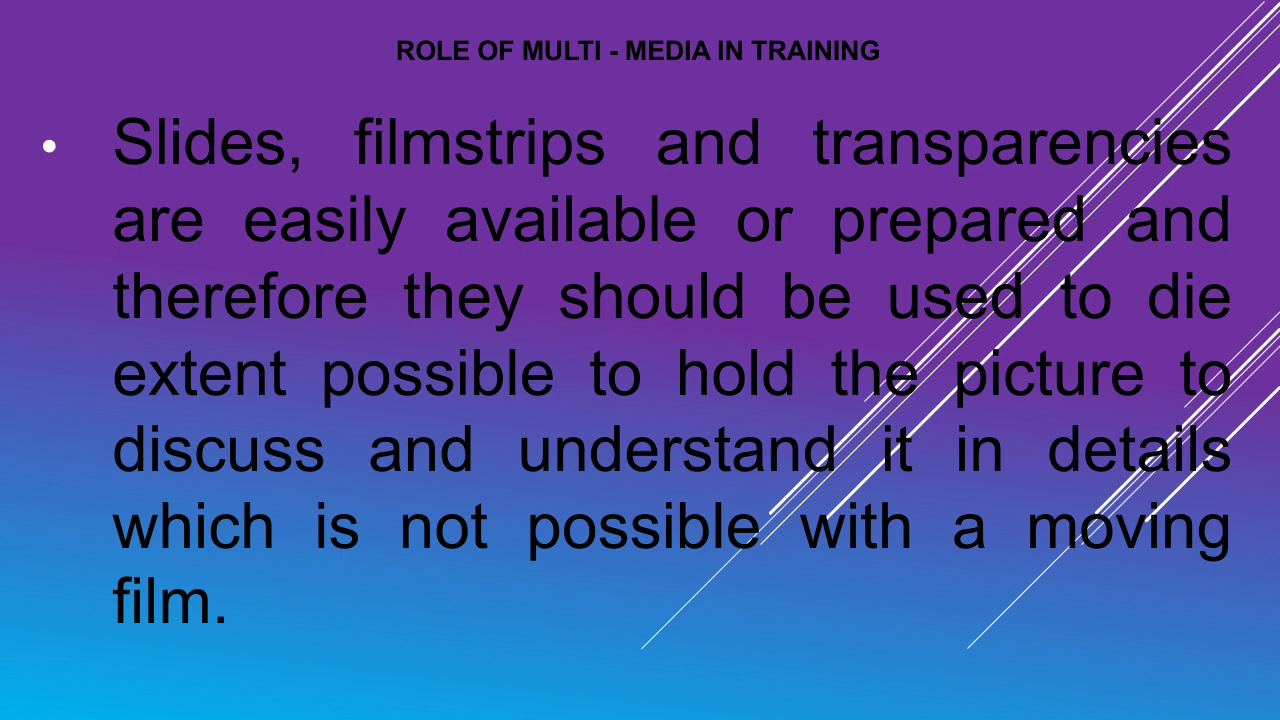 ROLE OF MULTI - MEDIA IN TRAINING
• Slides, filmstrips and transparencies
are easily available or prepared and
therefore they should be used to die
extent possible to hold the picture to
discuss and understand it in details
which is not possible with a moving
film.